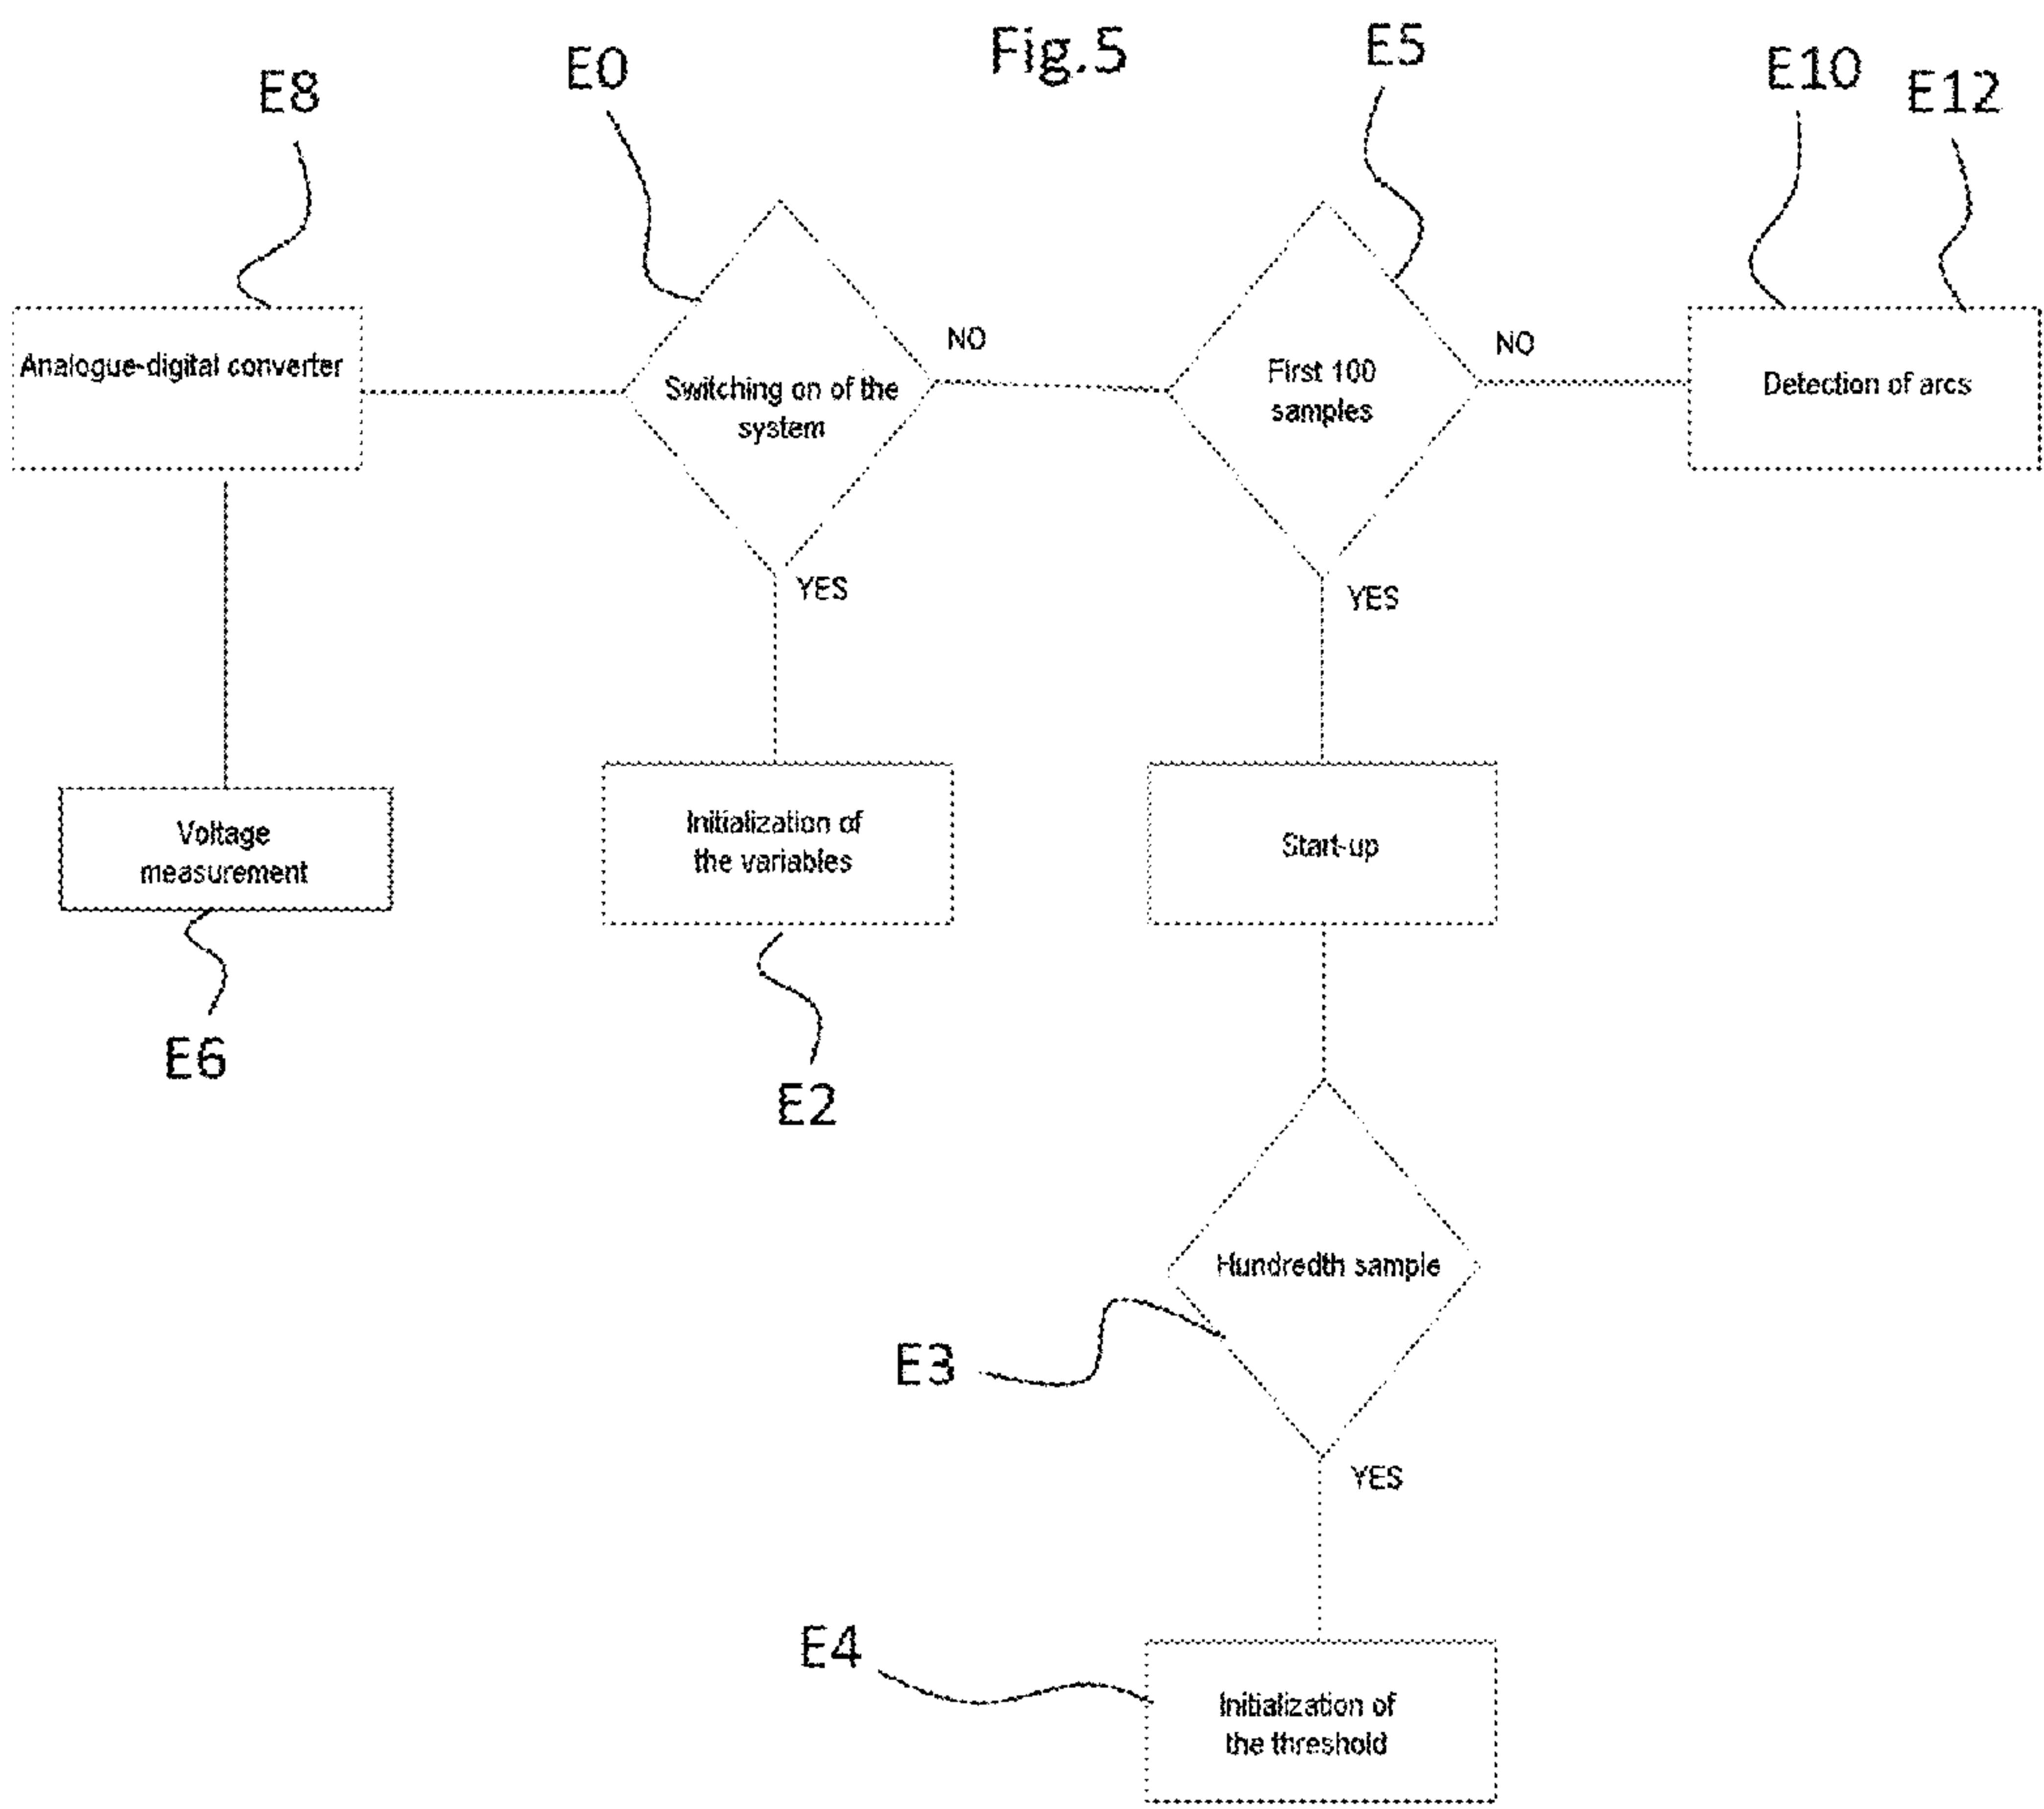 Fig.5
E8
E0
E5
E10
E12
Analogue-digital converter
Switching on of the
system
NO
First 100
samples
NO
Detection of arcs
YES
YES
Voltage
measurement
Initialization of
the variables
Start-up
E6
E2
Hundredth sample
E3
YES
E4
Initialization of
the threshold